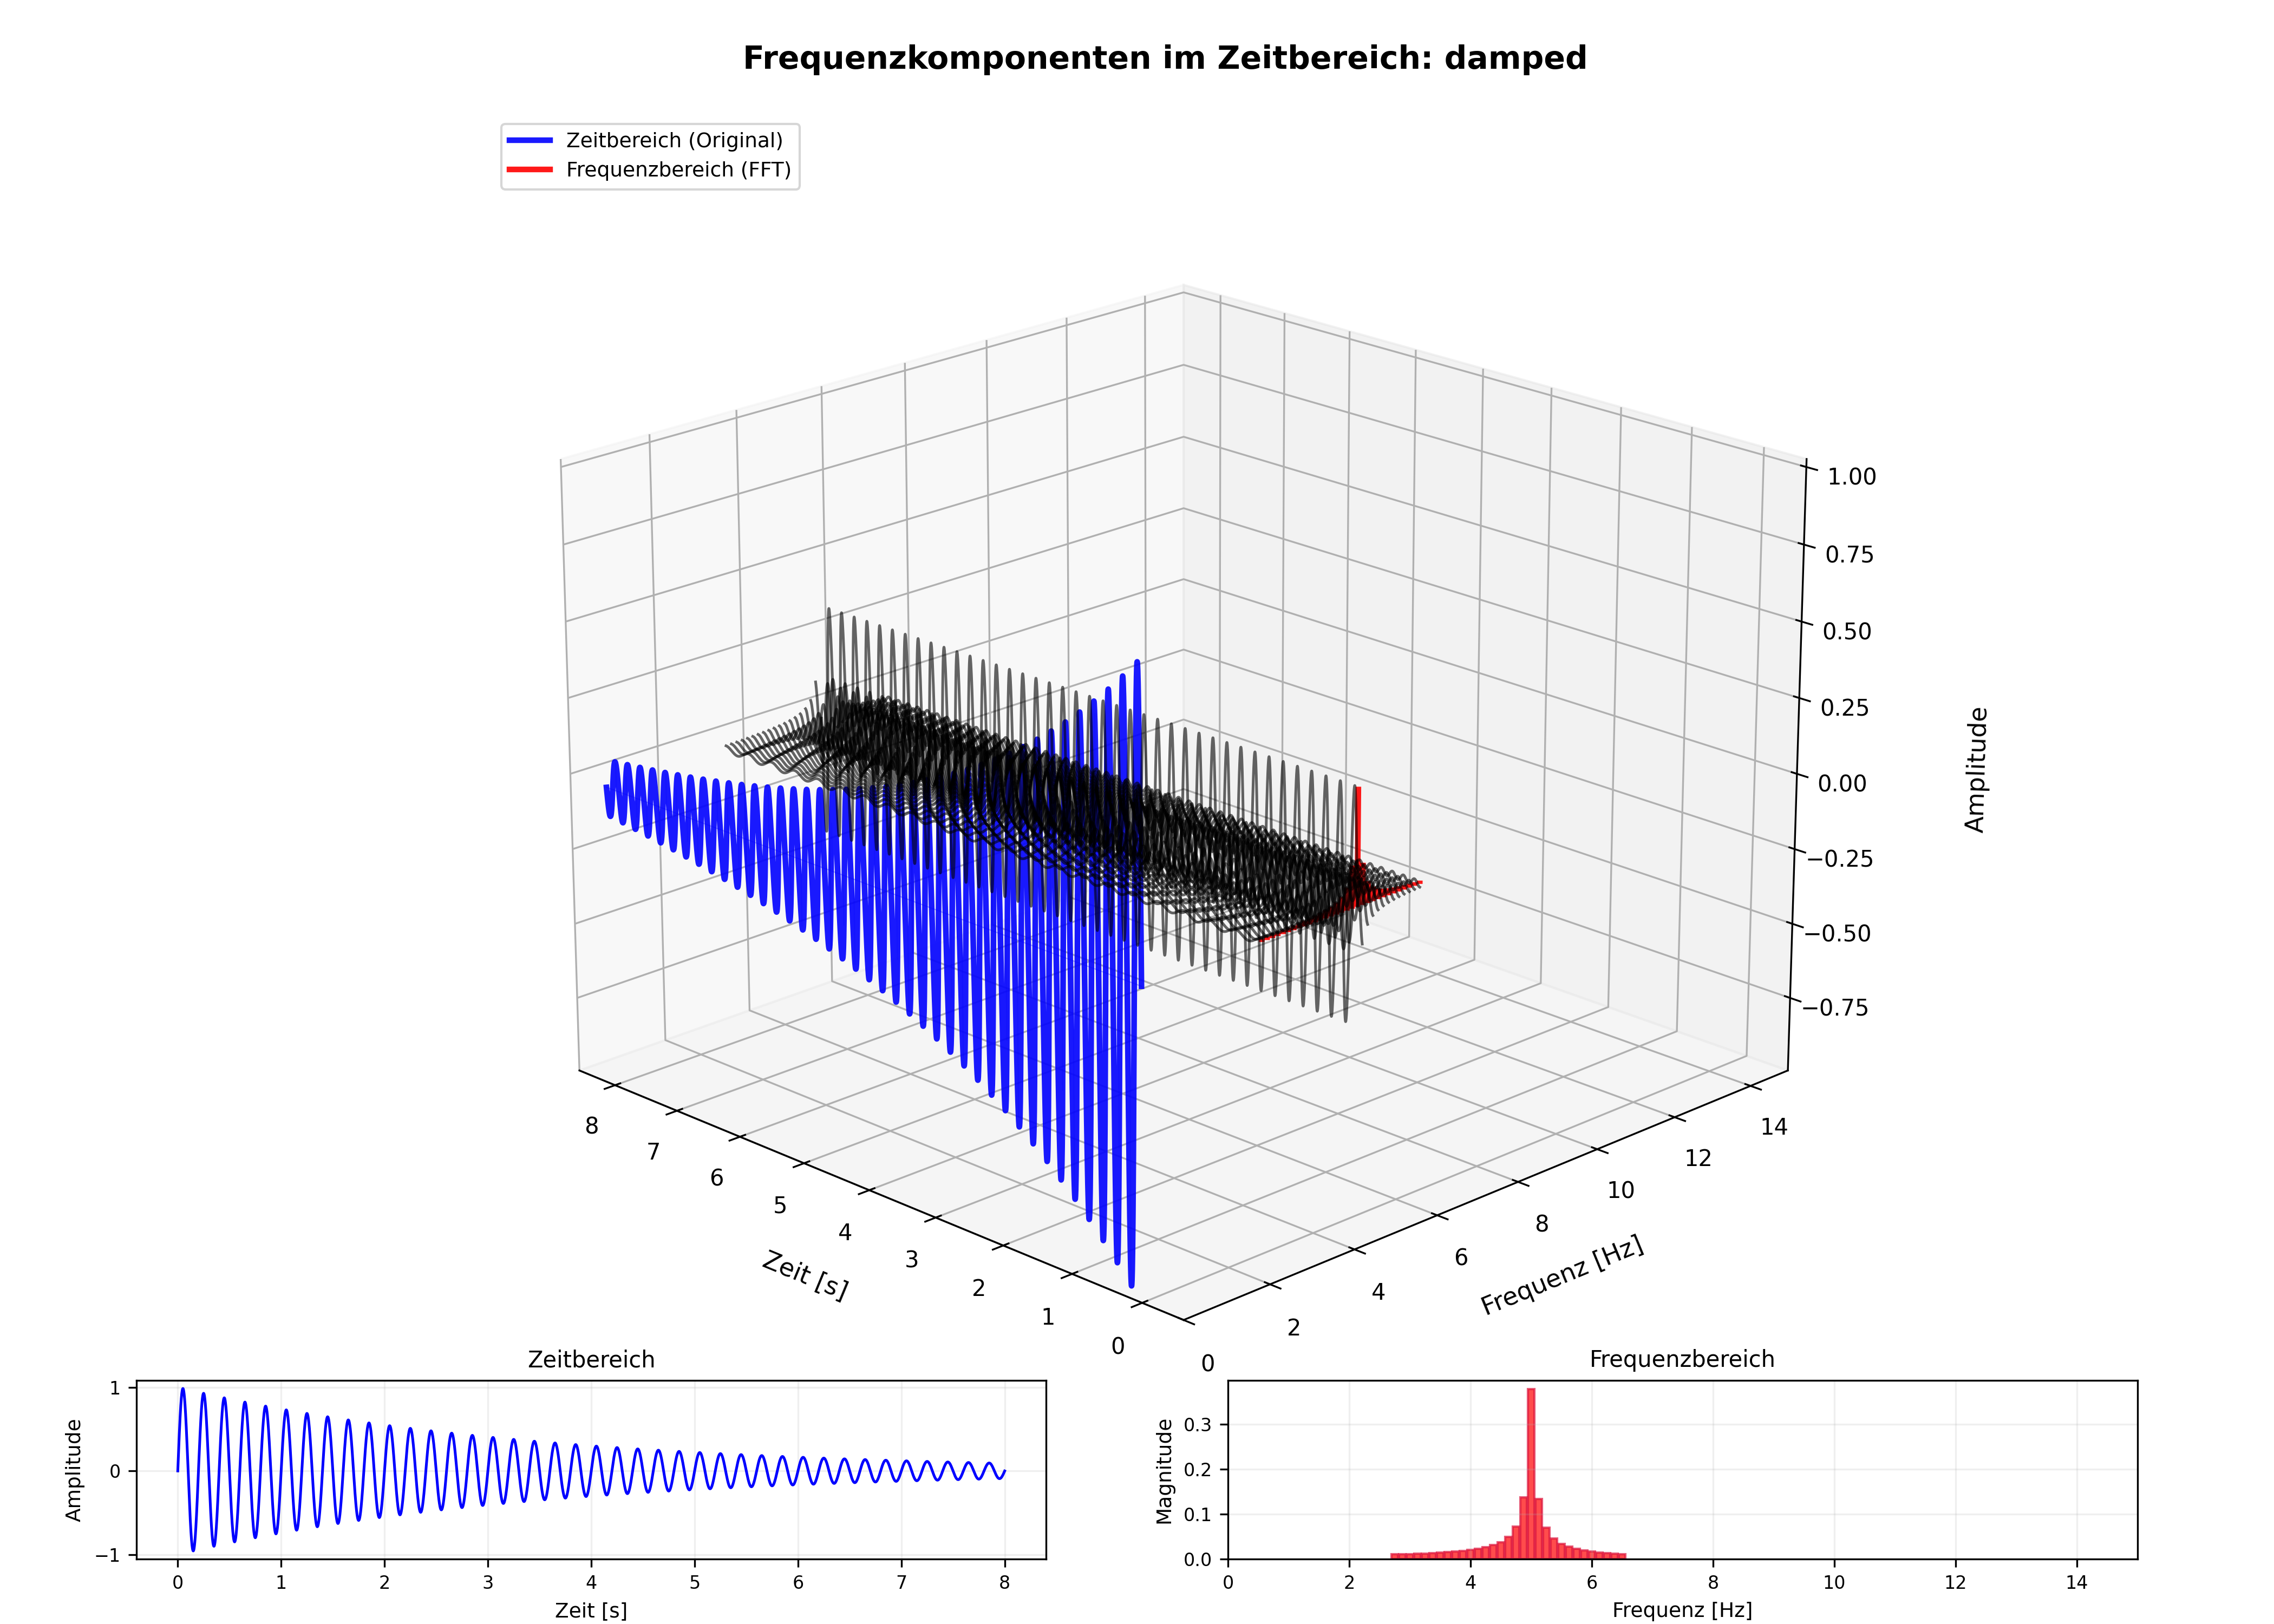 Frequenzkomponenten im Zeitbereich: damped
Zeitbereich (Original)
Frequenzbereich (FFT)
1.00
0.75
0.50
0.25
0.00
−0.25
−0.50
−0.75
Amplitude
8
7
6
5
4
3
2
1
0
Zeit [s]
0
2
4
6
8
10
12
14
Frequenz [Hz]
Zeitbereich
1
0
−1
Amplitude
0 1 2 3 4 5 6 7 8
Zeit [s]
Frequenzbereich
0.3
0.2
0.1
0.0
Magnitude
0 2 4 6 8 10 12 14
Frequenz [Hz]